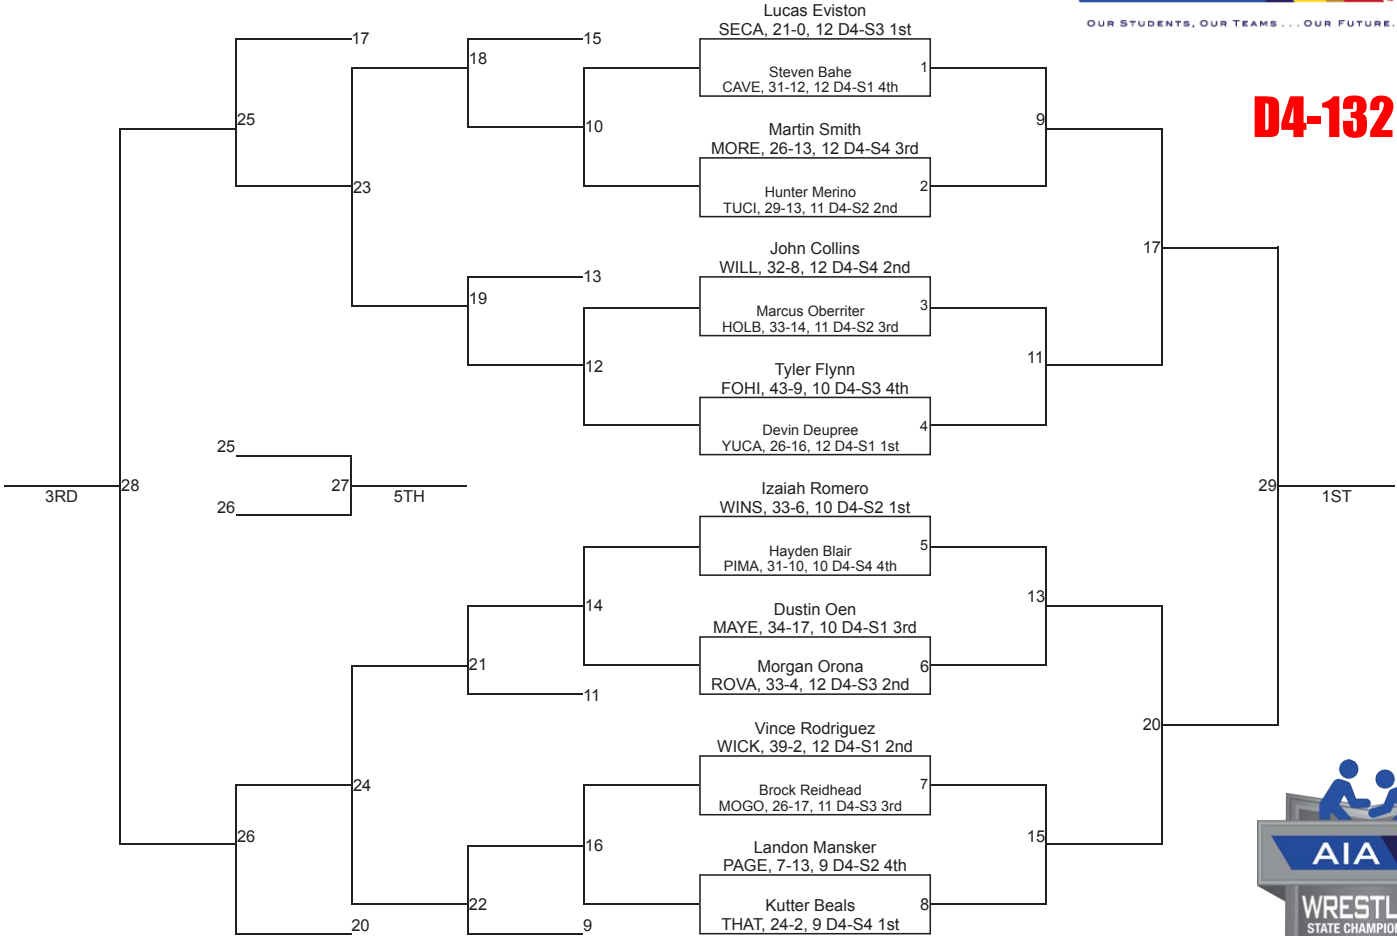 OUR STUDENTS, OUR TEAMS . . . OUR FUTURE.
D4-132
Lucas Eviston
SECA, 21-0, 12 D4-S3 1st
Steven Bahe
CAVE, 31-12, 12 D4-S1 4th
1
Martin Smith
MORE, 26-13, 12 D4-S4 3rd
Hunter Merino
TUCI, 29-13, 11 D4-S2 2nd
2
John Collins
WILL, 32-8, 12 D4-S4 2nd
Marcus Oberriter
HOLB, 33-14, 11 D4-S2 3rd
3
Tyler Flynn
FOHI, 43-9, 10 D4-S3 4th
Devin Deupree
YUCA, 26-16, 12 D4-S1 1st
4
Izaiah Romero
WINS, 33-6, 10 D4-S2 1st
Hayden Blair
PIMA, 31-10, 10 D4-S4 4th
5
Dustin Oen
MAYE, 34-17, 10 D4-S1 3rd
Morgan Orona
ROVA, 33-4, 12 D4-S3 2nd
6
Vince Rodriguez
WICK, 39-2, 12 D4-S1 2nd
Brock Reidhead
MOGO, 26-17, 11 D4-S3 3rd
7
Landon Mansker
PAGE, 7-13, 9 D4-S2 4th
Kutter Beals
THAT, 24-2, 9 D4-S4 1st
8
9
11
13
15
17
20
29
1ST
15
10
13
12
14
11
16
9
18
19
21
22
17
23
24
20
25
26
25
26
27
5TH
28
3RD
AIA
WRESTL
STATE CHAMPIO